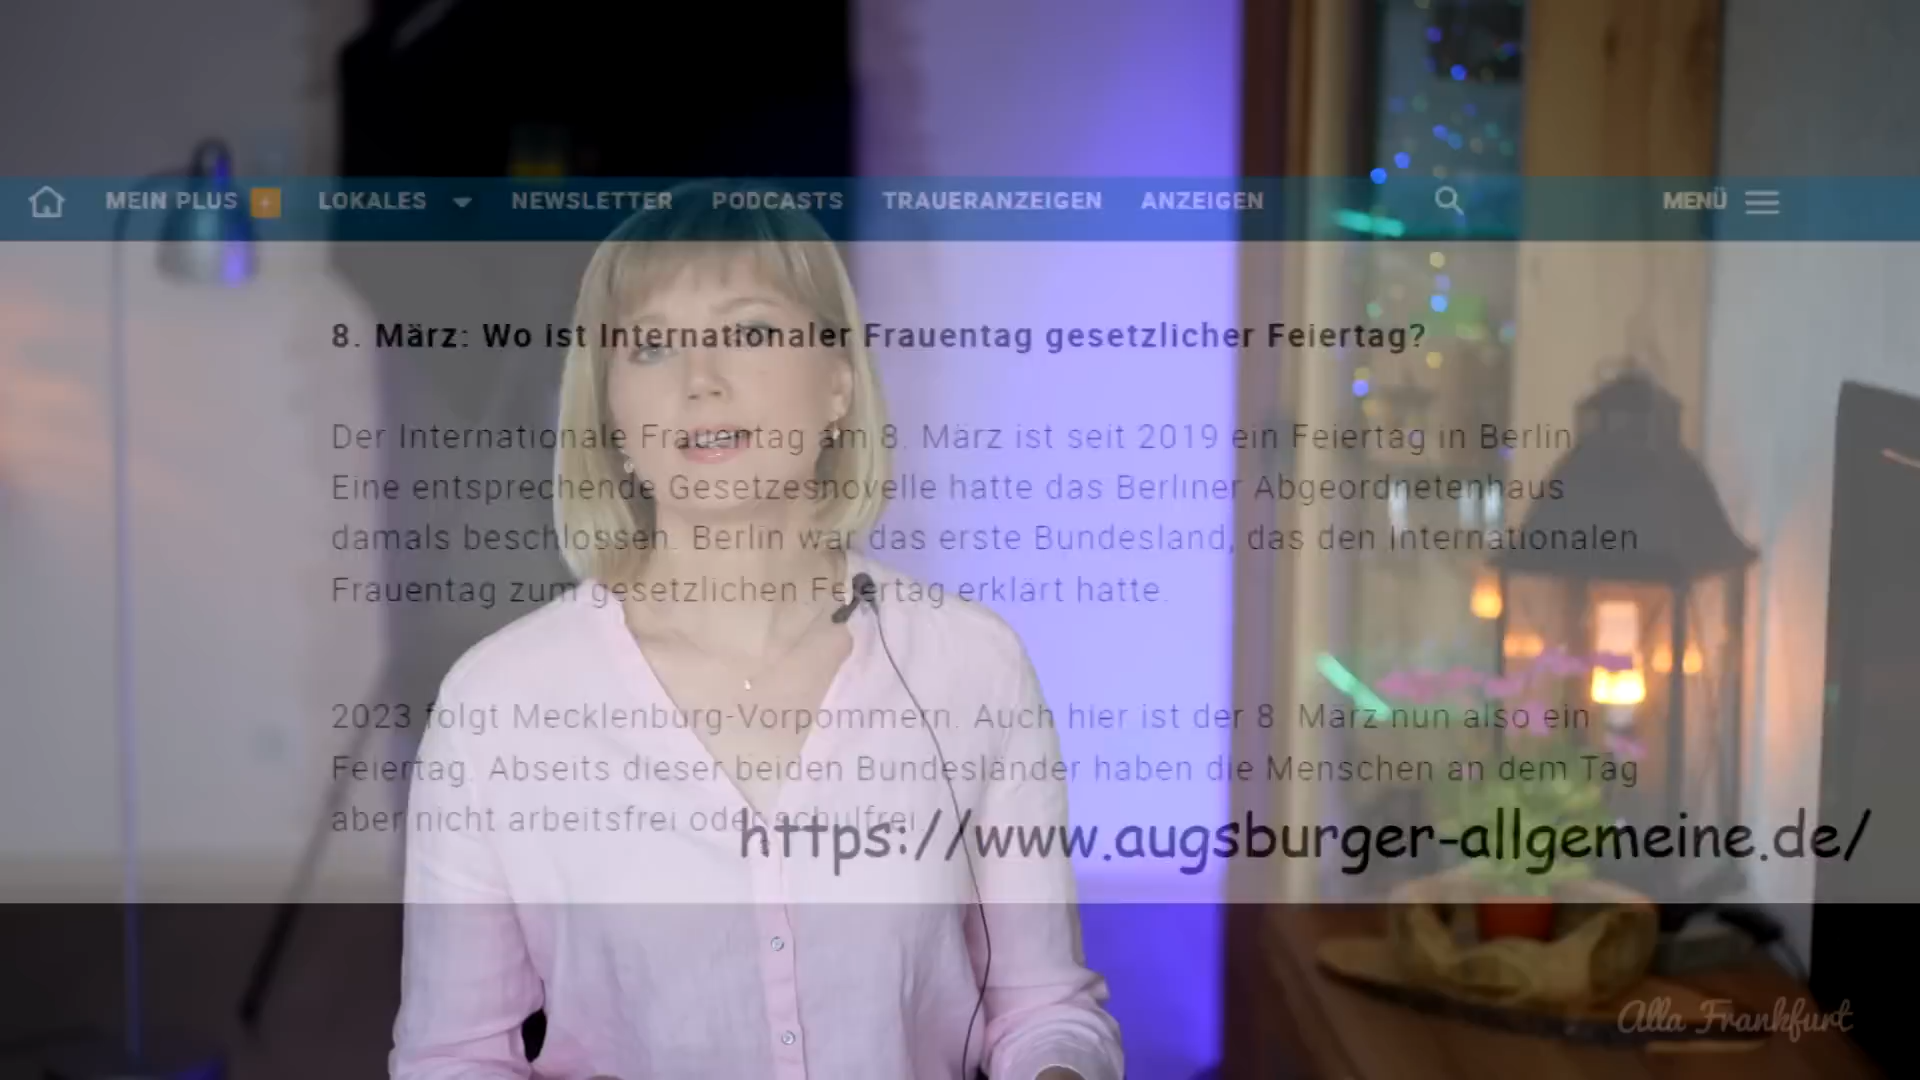 MEIN PLUS + LOKALES NEWSLETTER PODCASTS TRAUERANZEIGEN ANZEIGEN MENÜ
8. März: Wo ist Internationaler Frauentag gesetzlicher Feiertag?
Der Internationale Frauentag am 8. März ist seit 2019 ein Feiertag in Berlin.
Eine entsprechende Gesetzesnovelle hatte das Berliner Abgeordnetenhaus
damals beschlossen. Berlin war das erste Bundesland, das den Internationalen
Frauentag zum gesetzlichen Feiertag erklärt hatte.
2023 folgt Mecklenburg-Vorpommern. Auch hier ist der 8. März nun also ein
Feiertag. Abseits dieser beiden Bundesländer haben die Menschen an dem Tag
aber nicht arbeitsfrei oder schulfrei.
https://www.augsburger-allgemeine.de/
Alla Frankfurt